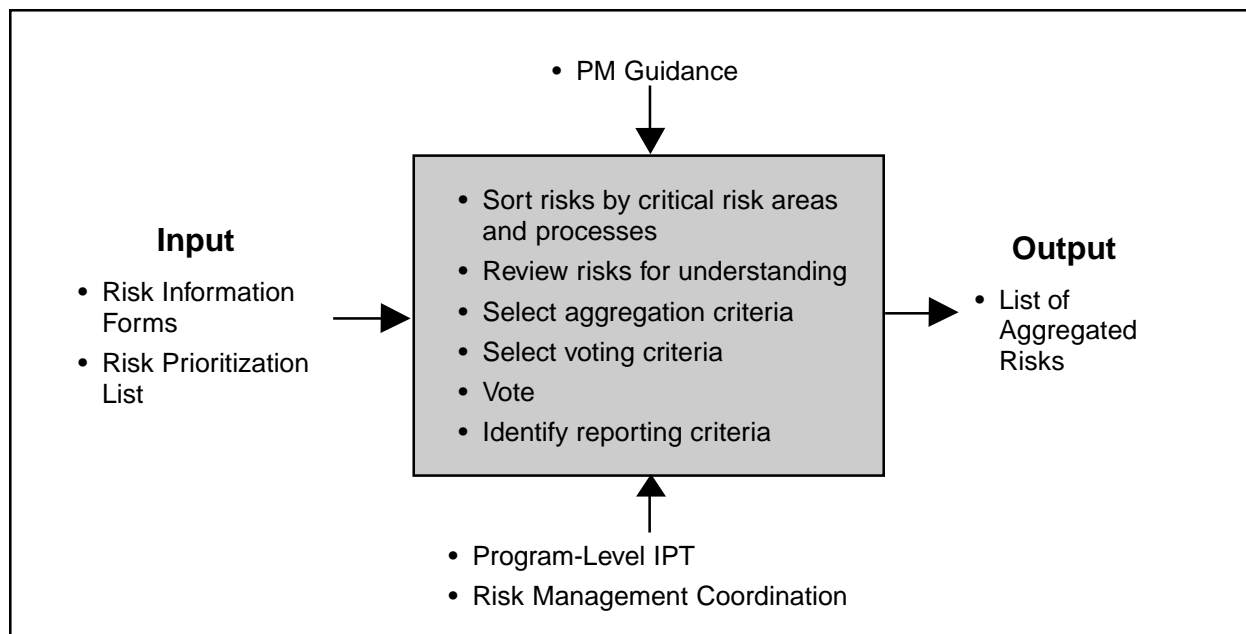 • PM Guidance
Input
• Risk Information
Forms
• Risk Prioritization
List
• Sort risks by critical risk areas
and processes
• Review risks for understanding
• Select aggregation criteria
• Select voting criteria
• Vote
• Identify reporting criteria
Output
• List of
Aggregated
Risks
• Program-Level IPT
• Risk Management Coordination